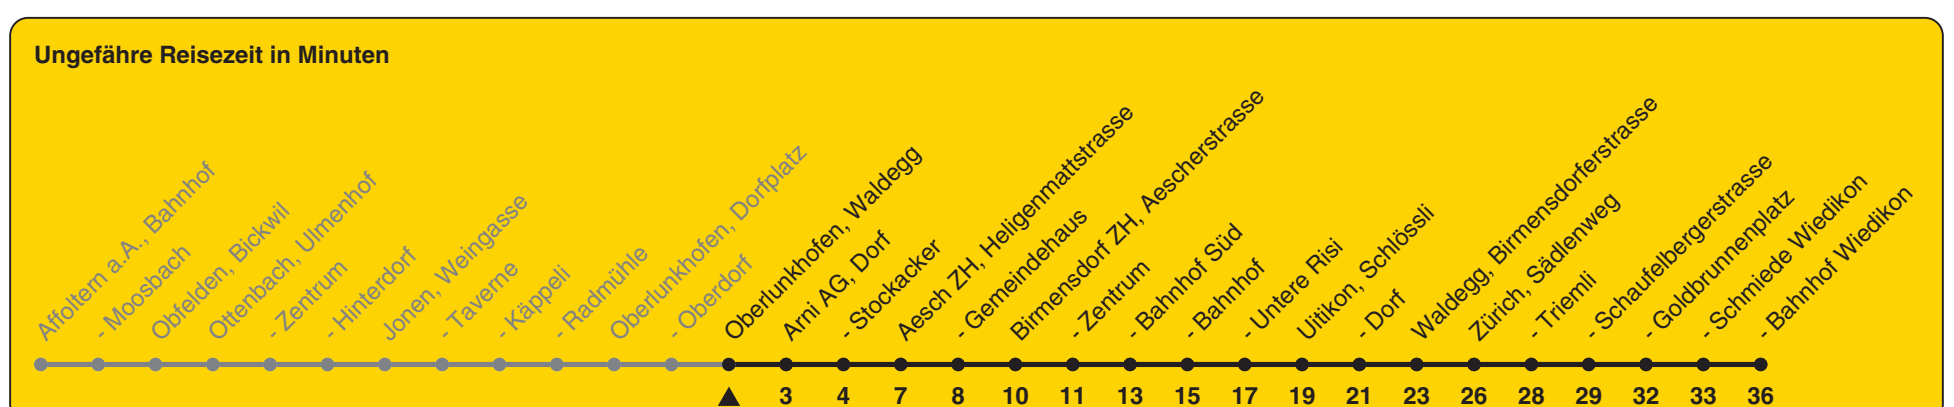 Ungefähre Reisezeit in Minuten
Affoltern a.A., Bahnhof
- Moosbach
Obfelden, Bickwil
Ottenbach, Ulmenhof
- Zentrum
- Hinterdorf
Jonen, Weingasse
- Taverne
- Käppeli
- Radmühle
Oberlunkhofen, Dorfplatz
- Oberdorf
Oberlunkhofen, Waldegg
Arni AG, Dorf
- Stockacker
Aesch ZH, Heligenmattstrasse
- Gemeindehaus
Birmensdorf ZH, Aescherstrasse
- Zentrum
- Bahnhof Süd
- Bahnhof
- Untere Risi
Uitikon, Schlössli
- Dorf
Waldegg, Birmensdorferstrasse
Zürich, Sädlenweg
- Triemli
- Schaufelbergerstrasse
- Goldbrunnenplatz
- Schmiede Wiedikon
- Bahnhof Wiedikon
3 4 7 8 10 11 13 15 17 19 21 23 26 28 29 32 33 36